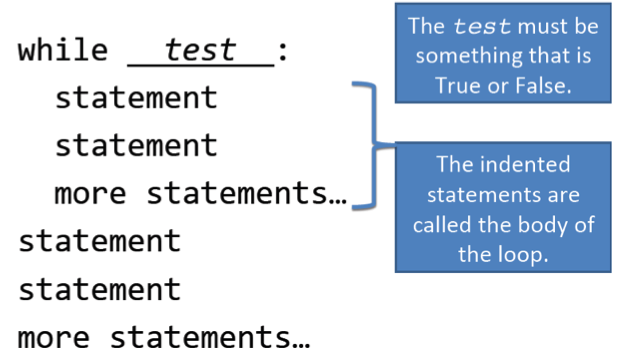 while __test__:
statement
statement
more statements…
statement
statement
more statements…
The test must be
something that is
True or False.
The indented
statements are
called the body of
the loop.